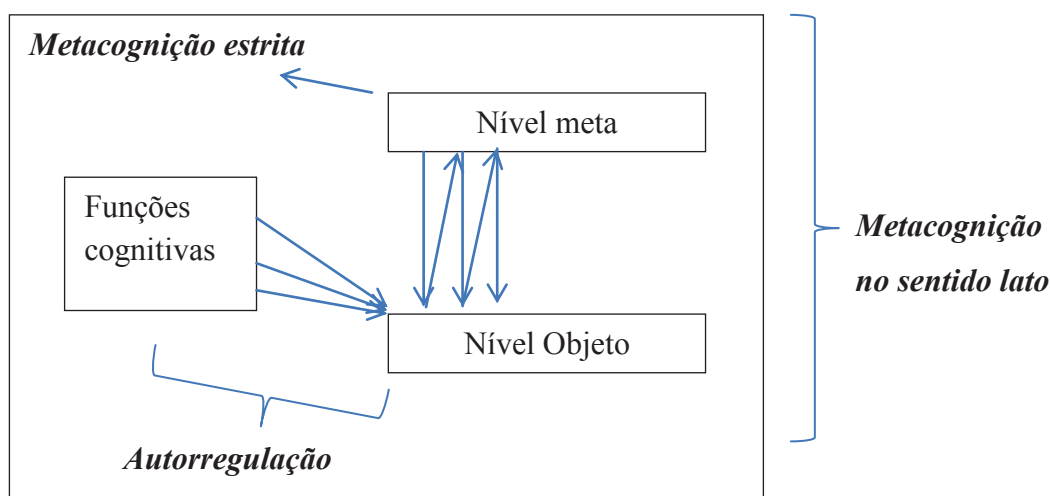 Metacognição estrita
Nível meta
Funções
cognitivas
Metacognição
no sentido lato
Nível Objeto
Autorregulação